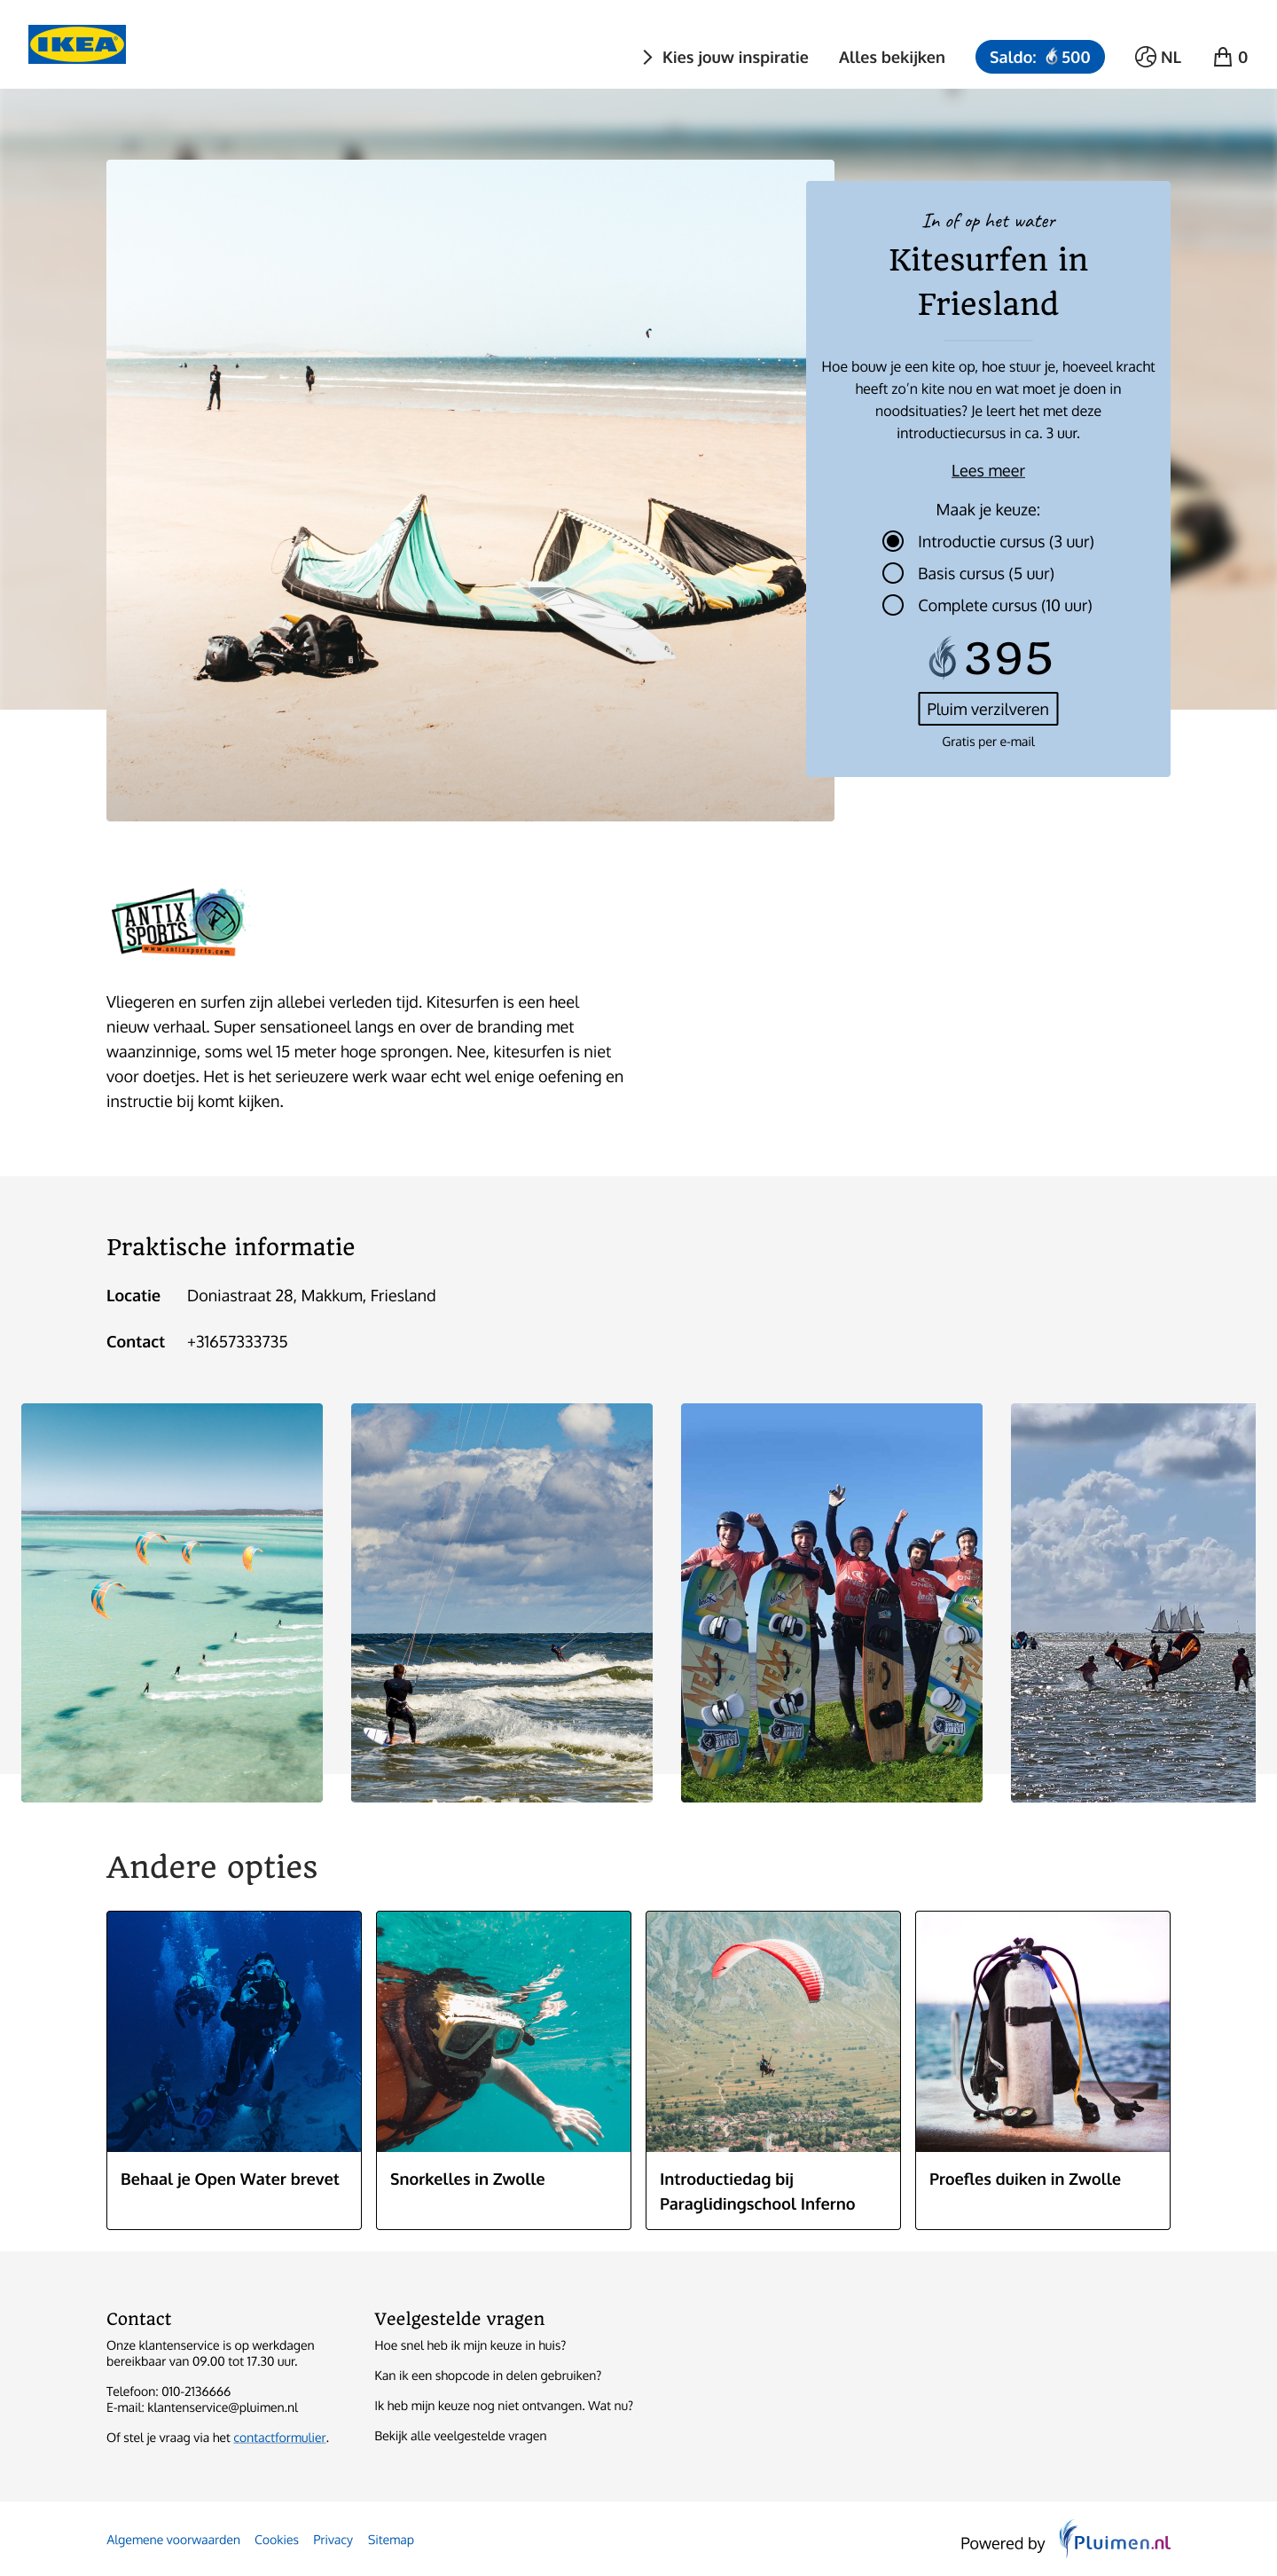 IKEA
Kies jouw inspiratie
Alles bekijken
Saldo: 500
NL
0
In of op het water
Kitesurfen in
Friesland
Hoe bouw je een kite op, hoe stuur je, hoeveel kracht
heeft zo’n kite nou en wat moet je doen in
noodsituaties? Je leert het met deze
introductiecursus in ca. 3 uur.
Lees meer
Maak je keuze:
Introductie cursus (3 uur)
Basis cursus (5 uur)
Complete cursus (10 uur)
395
Pluim verzilveren
Gratis per e-mail
ANTIX
SPORTS
www.antixsports.com
Vliegeren en surfen zijn allebei verleden tijd. Kitesurfen is een heel
nieuw verhaal. Super sensationeel langs en over de branding met
waanzinnige, soms wel 15 meter hoge sprongen. Nee, kitesurfen is niet
voor doetjes. Het is het serieuzere werk waar echt wel enige oefening en
instructie bij komt kijken.
Praktische informatie
Locatie Doniastraat 28, Makkum, Friesland
Contact +31657333735
Andere opties
Behaal je Open Water brevet
Snorkelles in Zwolle
Introductiedag bij
Paraglidingschool Inferno
Proefles duiken in Zwolle
Contact
Onze klantenservice is op werkdagen
bereikbaar van 09.00 tot 17.30 uur.
Telefoon: 010-2136666
E-mail: klantenservice@pluimen.nl
Of stel je vraag via het contactformulier.
Veelgestelde vragen
Hoe snel heb ik mijn keuze in huis?
Kan ik een shopcode in delen gebruiken?
Ik heb mijn keuze nog niet ontvangen. Wat nu?
Bekijk alle veelgestelde vragen
Algemene voorwaarden Cookies Privacy Sitemap
Powered by Pluimen.nl